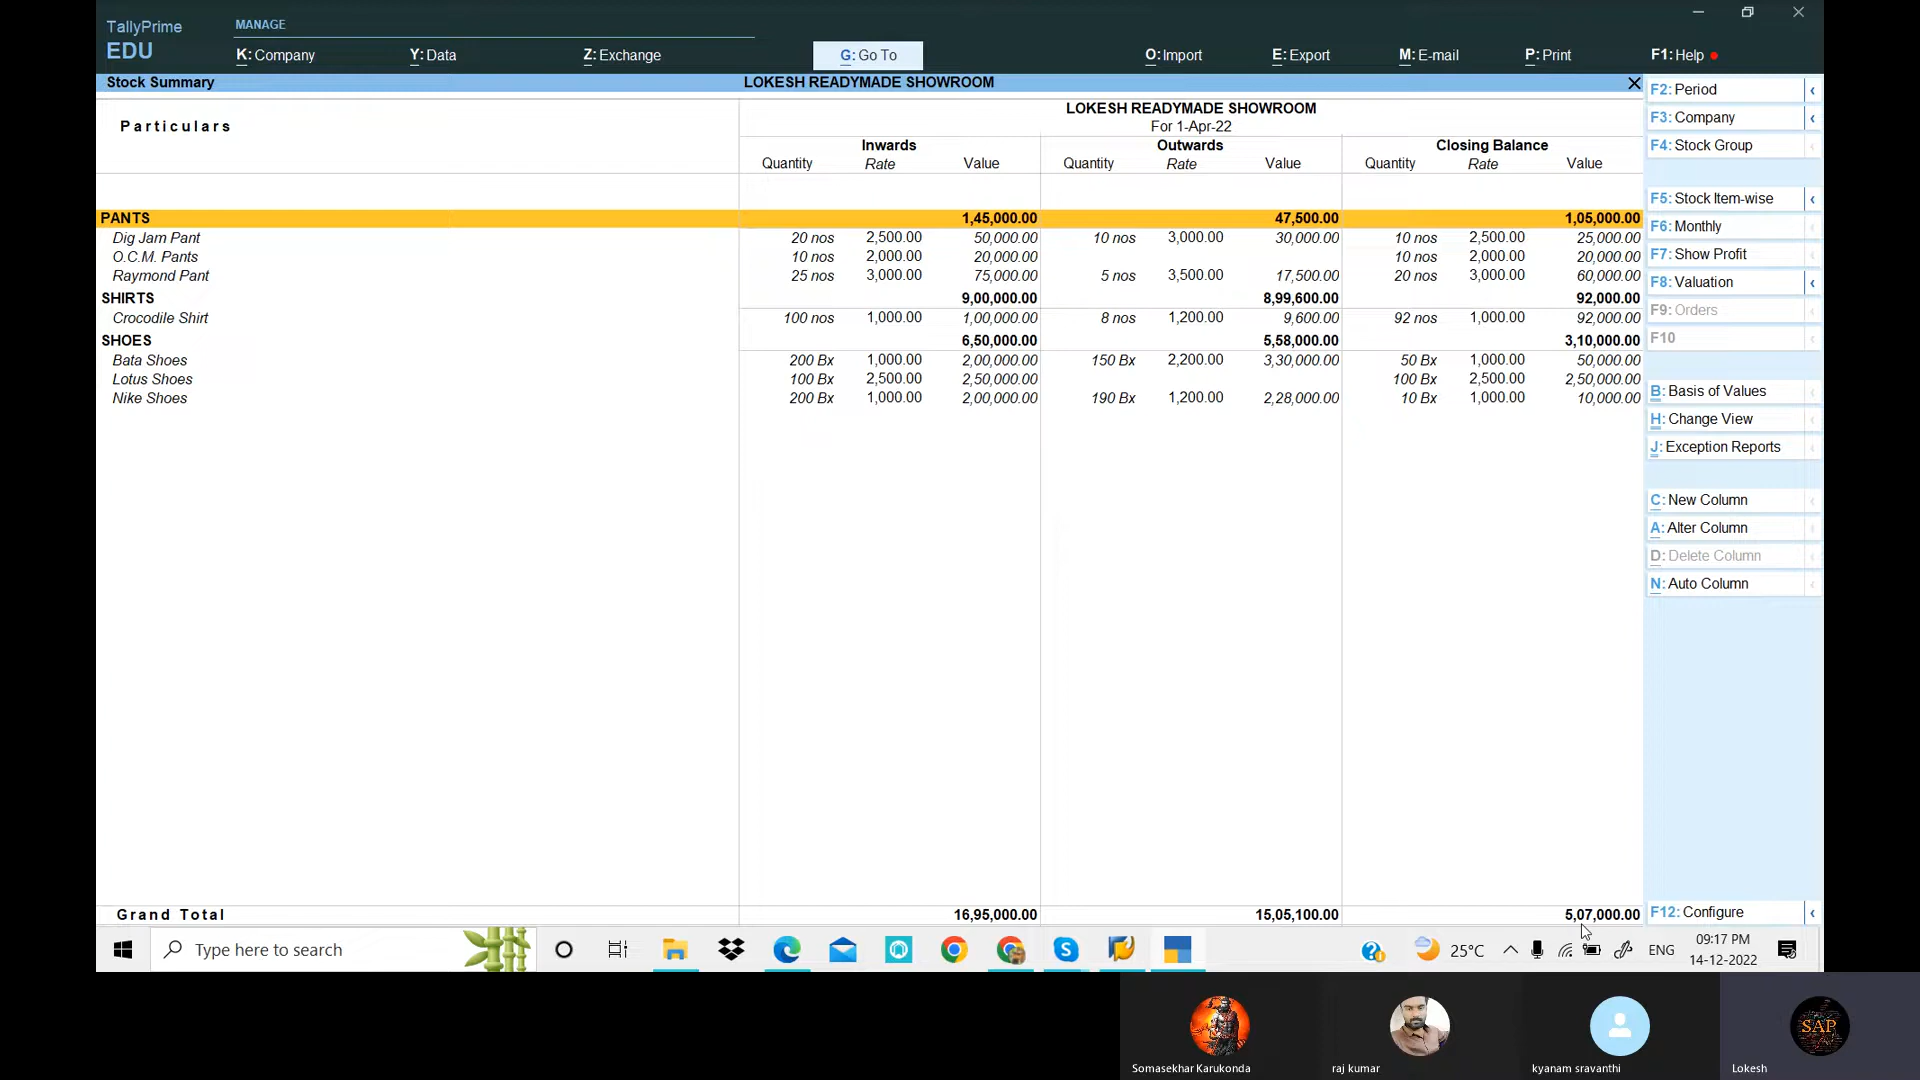 TallyPrime
EDU
MANAGE
K: Company Y: Data Z: Exchange G: Go To O: Import E: Export M: E-mail P: Print F1: Help
Stock Summary LOKESH READYMADE SHOWROOM
Particulars
LOKESH READYMADE SHOWROOM
For 1-Apr-22
Inwards Outwards Closing Balance
Quantity Rate Value Quantity Rate Value Quantity Rate Value
PANTS 1,45,000.00 47,500.00 1,05,000.00
Dig Jam Pant 20 nos 2,500.00 50,000.00 10 nos 3,000.00 30,000.00 10 nos 2,500.00 25,000.00
O.C.M. Pants 10 nos 2,000.00 20,000.00 10 nos 2,000.00 20,000.00
Raymond Pant 25 nos 3,000.00 75,000.00 5 nos 3,500.00 17,500.00 20 nos 3,000.00 60,000.00
SHIRTS 9,00,000.00 8,99,600.00 92,000.00
Crocodile Shirt 100 nos 1,000.00 1,00,000.00 8 nos 1,200.00 9,600.00 92 nos 1,000.00 92,000.00
SHOES 6,50,000.00 5,58,000.00 3,10,000.00
Bata Shoes 200 Bx 1,000.00 2,00,000.00 150 Bx 2,200.00 3,30,000.00 50 Bx 1,000.00 50,000.00
Lotus Shoes 100 Bx 2,500.00 2,50,000.00 100 Bx 2,500.00 2,50,000.00
Nike Shoes 200 Bx 1,000.00 2,00,000.00 190 Bx 1,200.00 2,28,000.00 10 Bx 1,000.00 10,000.00
Grand Total 16,95,000.00 15,05,100.00 5,07,000.00
F2: Period
F3: Company
F4: Stock Group
F5: Stock Item-wise
F6: Monthly
F7: Show Profit
F8: Valuation
F9: Orders
F10
B: Basis of Values
H: Change View
J: Exception Reports
C: New Column
A: Alter Column
D: Delete Column
N: Auto Column
F12: Configure
Type here to search
25°C
ENG
09:17 PM
14-12-2022
SAP
Somasekhar Karukonda raj kumar kyanam sravanthi Lokesh